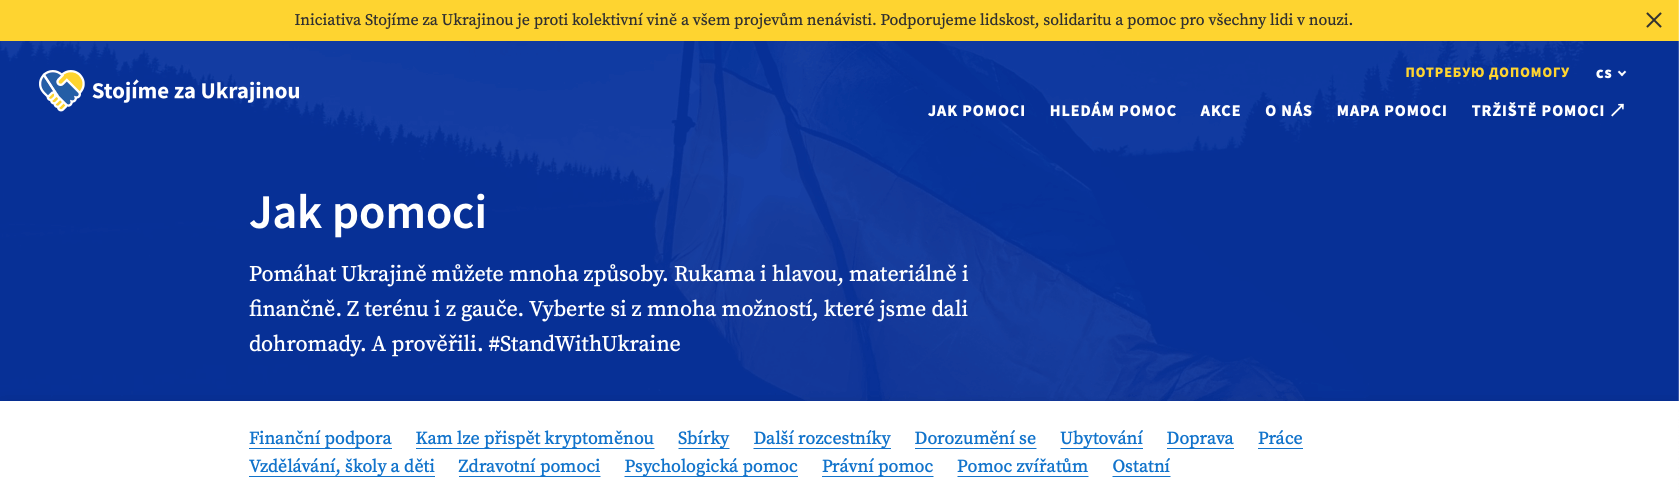 Iniciativa Stojíme za Ukrajinou je proti kolektivní vině a všem projevům nenávisti. Podporujeme lidskost, solidaritu a pomoc pro všechny lidi v nouzi.
ПОТРЕБУЮ ДОПОМОГУ cs
Stojíme za Ukrajinou
JAK POMOCI HLEDÁM POMOC AKCE O NÁS MAPA POMOCI TRŽIŠTĚ POMOCI ↗
Jak pomoci
Pomáhat Ukrajině můžete mnoha způsoby. Rukama i hlavou, materiálně i
finančně. Z terénu i z gauče. Vyberte si z mnoha možností, které jsme dali
dohromady. A prověřili. #StandWithUkraine
Finanční podpora Kam lze přispět kryptoměnou Sbírky Další rozcestníky Dorozumění se Ubytování Doprava Práce
Vzdělávání, školy a děti Zdravotní pomoci Psychologická pomoc Právní pomoc Pomoc zvířatům Ostatní